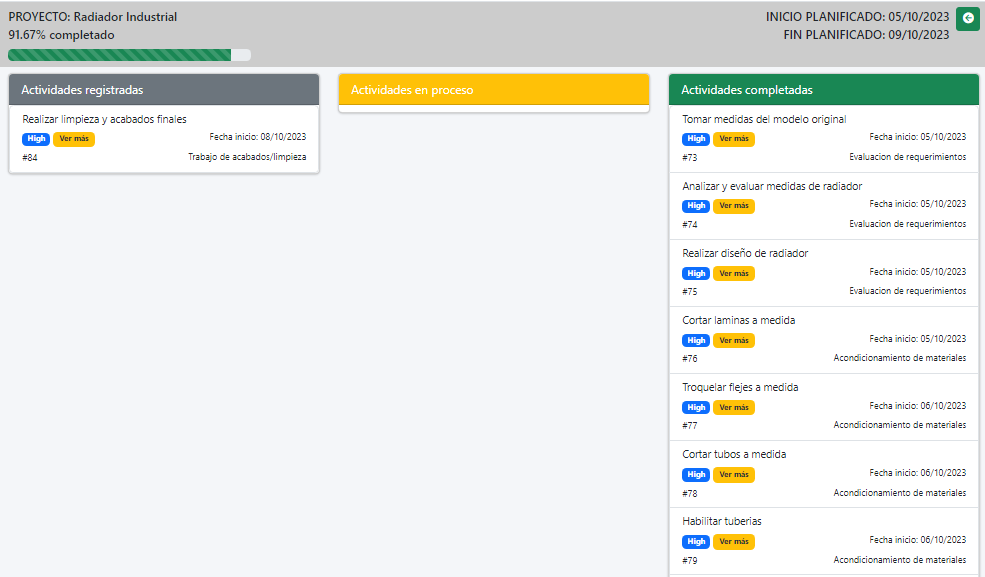 PROYECTO: Radiador Industrial
91.67% completado
INICIO PLANIFICADO: 05/10/2023
FIN PLANIFICADO: 09/10/2023
Actividades registradas
Realizar limpieza y acabados finales
High Ver más Fecha inicio: 08/10/2023
#84 Trabajo de acabados/limpieza
Actividades en proceso
Actividades completadas
Tomar medidas del modelo original
High Ver más Fecha inicio: 05/10/2023
#73 Evaluacion de requerimientos
Analizar y evaluar medidas de radiador
High Ver más Fecha inicio: 05/10/2023
#74 Evaluacion de requerimientos
Realizar diseño de radiador
High Ver más Fecha inicio: 05/10/2023
#75 Evaluacion de requerimientos
Cortar laminas a medida
High Ver más Fecha inicio: 05/10/2023
#76 Acondicionamiento de materiales
Troquelar flejes a medida
High Ver más Fecha inicio: 06/10/2023
#77 Acondicionamiento de materiales
Cortar tubos a medida
High Ver más Fecha inicio: 06/10/2023
#78 Acondicionamiento de materiales
Habilitar tuberias
High Ver más Fecha inicio: 06/10/2023
#79 Acondicionamiento de materiales